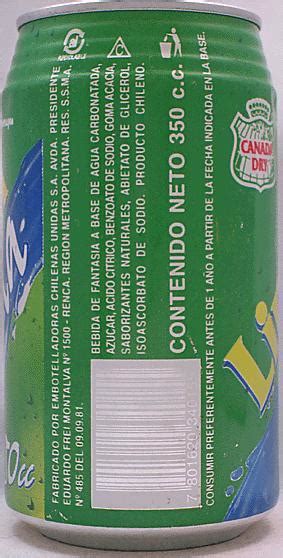 RECICLABLE
FABRICADO POR EMBOTELLADORAS CHILENAS UNIDAS S.A. AVDA. PRESIDENTE
EDUARDO FREI MONTALVA Nº 1500 - RENCA, REGION METROPOLITANA. RES. S.S.M.A.
Nº 485 DEL 09.09.81.
BEBIDA DE FANTASIA A BASE DE AGUA CARBONATADA,
AZUCAR, ACIDO CITRICO, BENZOATO DE SODIO, GOMA ACACIA,
SABORIZANTES NATURALES, ABIETATO DE GLICEROL,
ISOASCORBATO DE SODIO. PRODUCTO CHILENO.
CONTENIDO NETO 350 c.c.
CONSUMIR PREFERENTEMENTE ANTES DE 1 AÑO A PARTIR DE LA FECHA INDICADA EN LA BASE.
CANADA
DRY
Li
cc